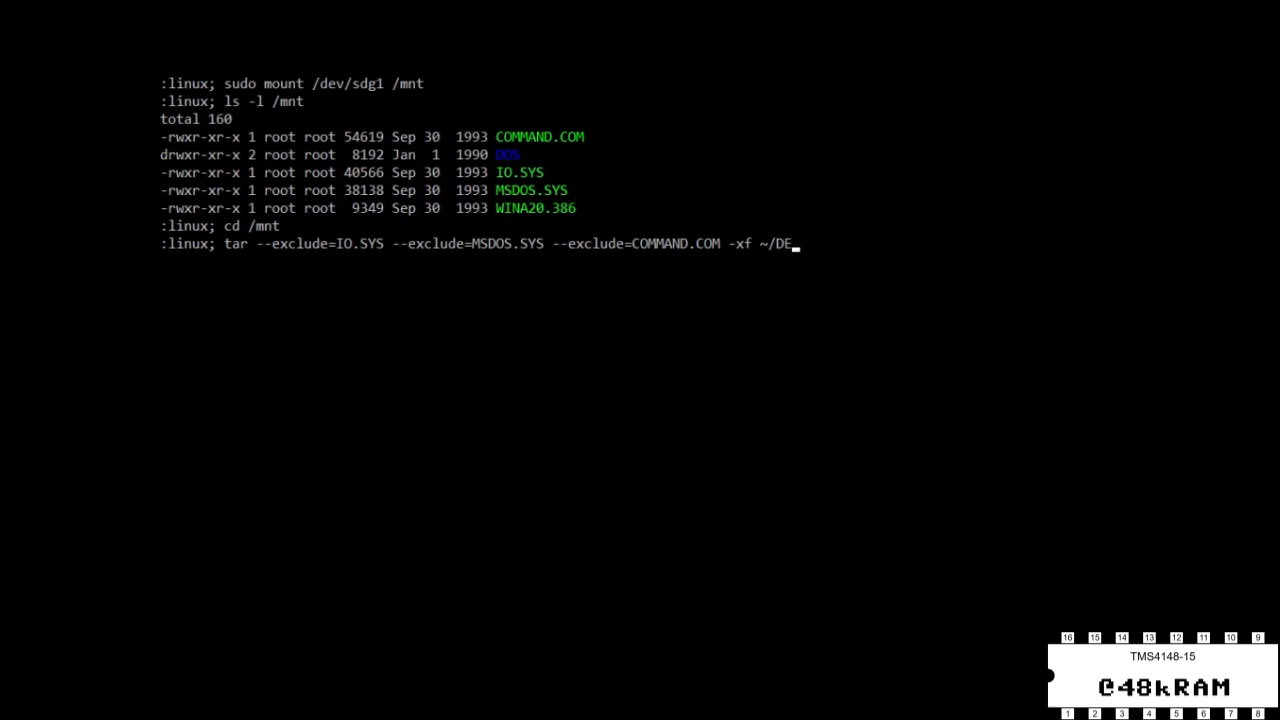 :linux; sudo mount /dev/sdg1 /mnt
:linux; ls -l /mnt
total 160
-rwxr-xr-x 1 root root 54619 Sep 30  1993 COMMAND.COM
drwxr-xr-x 2 root root  8192 Jan  1  1990 DOS
-rwxr-xr-x 1 root root 40566 Sep 30  1993 IO.SYS
-rwxr-xr-x 1 root root 38138 Sep 30  1993 MSDOS.SYS
-rwxr-xr-x 1 root root  9349 Sep 30  1993 WINA20.386
:linux; cd /mnt
:linux; tar --exclude=IO.SYS --exclude=MSDOS.SYS --exclude=COMMAND.COM -xf ~/DE
16 15 14 13 12 11 10 9
TMS4148-15
@48kRAM
1 2 3 4 5 6 7 8